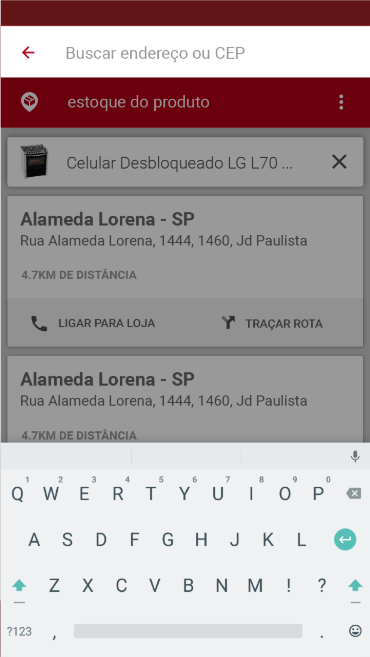 Buscar endereço ou CEP
estoque do produto
Celular Desbloqueado LG L70 ...
Alameda Lorena - SP
Rua Alameda Lorena, 1444, 1460, Jd Paulista
4.7KM DE DISTÂNCIA
LIGAR PARA LOJA TRAÇAR ROTA
Alameda Lorena - SP
Rua Alameda Lorena, 1444, 1460, Jd Paulista
4.7KM DE DISTÂNCIA
1 2 3 4 5 6 7 8 9 0
Q W E R T Y U I O P
A S D F G H J K L
Z X C V B N M ! ?
?123 , .